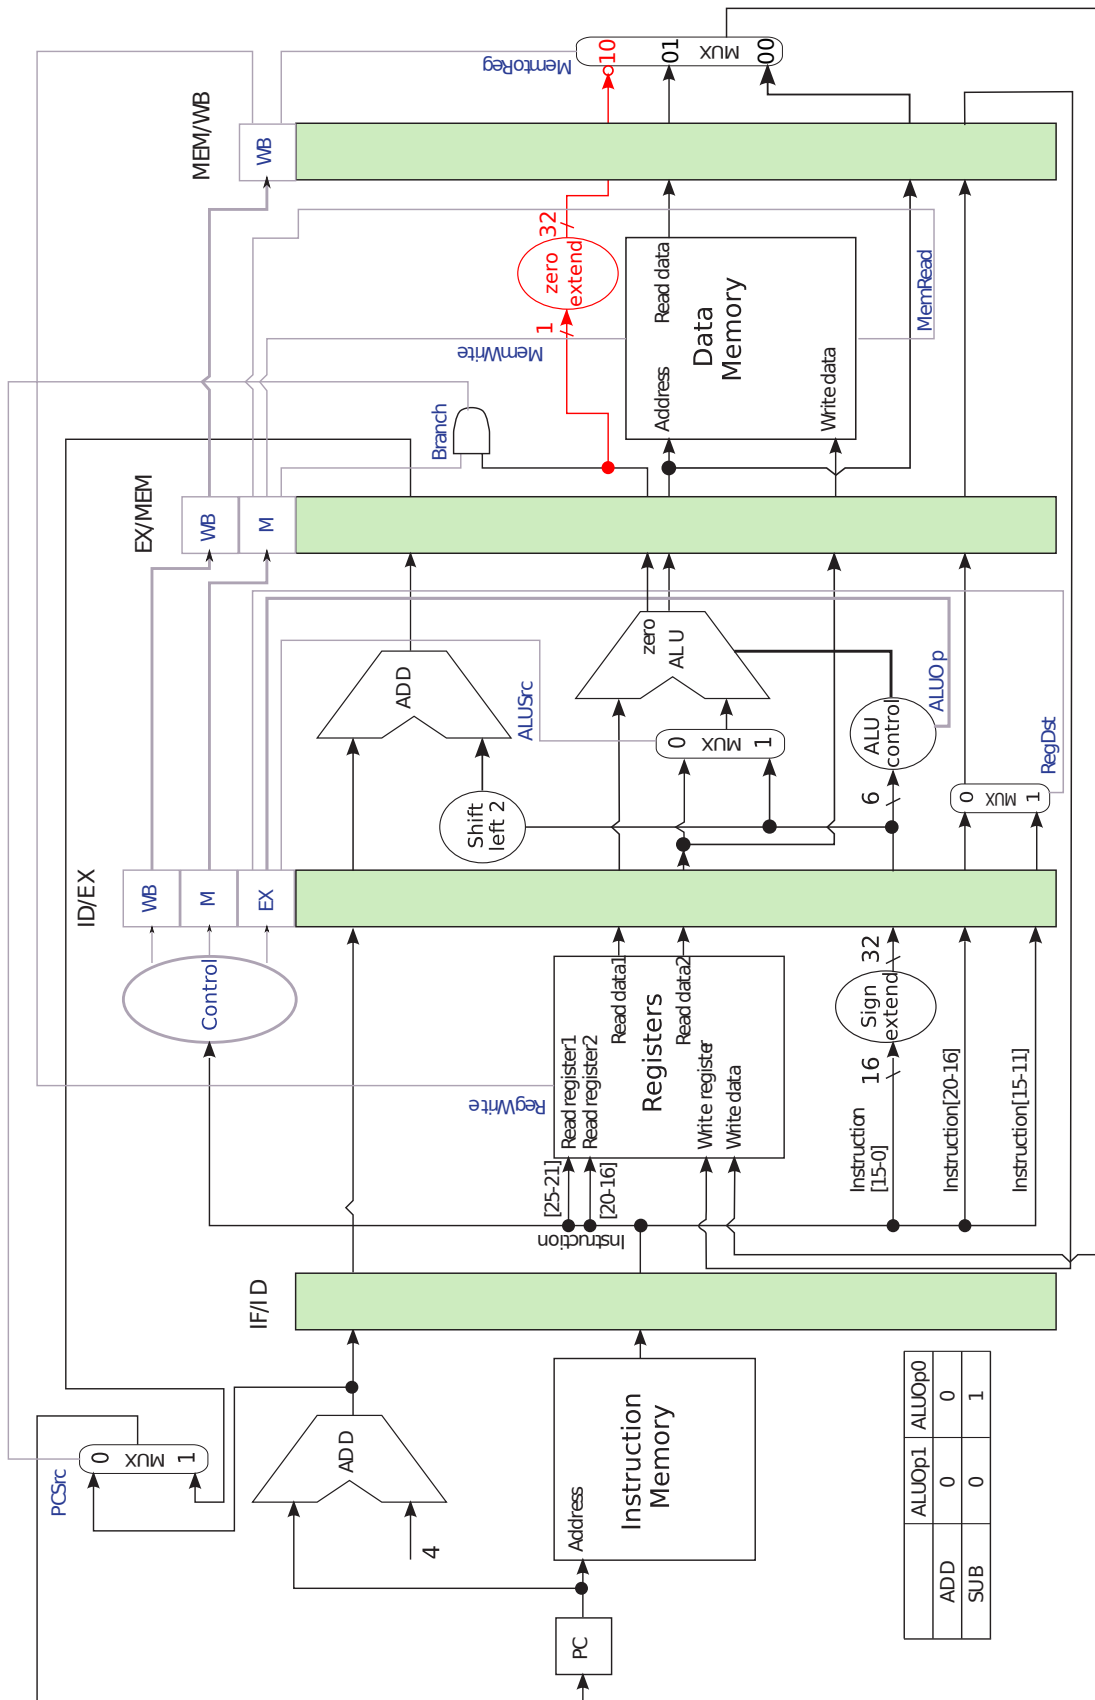 PCSrc
0
MUX
1
PC
4
ADD
Address
Instruction
Memory
IF/ID
Control
RegWrite
Instruction
[25-21]
[20-16]
Read register1
Read register2
Write register
Write data
Registers
Read data1
Read data2
Instruction
[15-0]
Instruction[20-16]
Instruction[15-11]
16
Sign
extend
32
ID/EX
WB
M
EX
Shift
left 2
ADD
ALUSrc
0
MUX
1
zero
ALU
6
ALU
control
ALUOp
0
MUX
1
RegDst
EX/MEM
WB
M
Branch
MemWrite
1
zero
extend
32
Address
Write data
Data
Memory
Read data
MemRead
MEM/WB
WB
MemtoReg
10
01
MUX
00
ALUOp1 ALUOp0
ADD 0 0
SUB 0 1